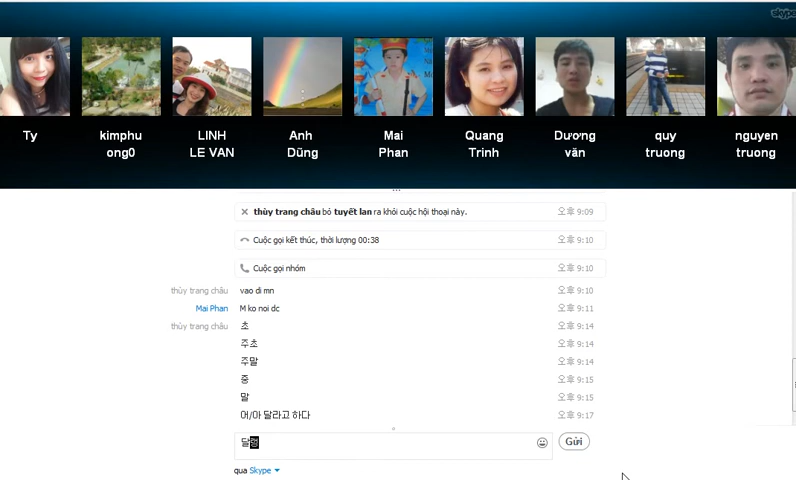 skype
Ty
kimphu
ong0
LINH
LE VAN
Anh
Dũng
Mai
Phan
Quang
Trinh
Dương
văn
quy
truong
nguyen
truong
thùy trang châu bỏ tuyết lan ra khỏi cuộc hội thoại này. 오후 9:09
Cuộc gọi kết thúc, thời lượng 00:38 오후 9:10
Cuộc gọi nhóm 오후 9:10
thùy trang châu vao di mn 오후 9:10
Mai Phan M ko noi dc 오후 9:11
thùy trang châu 초 오후 9:14
주초 오후 9:14
주말 오후 9:14
중 오후 9:15
말 오후 9:15
어/아 달라고 하다 오후 9:17
달 Gửi
qua Skype